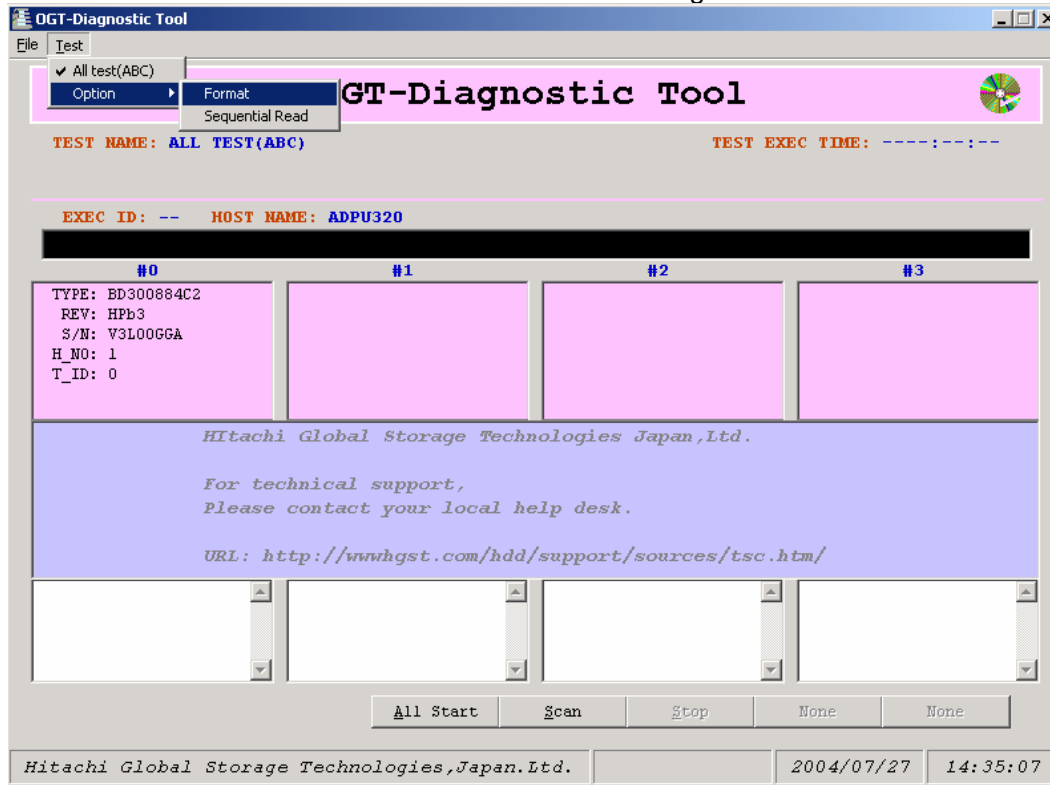 OGT-Diagnostic Tool
File Test
All test(ABC)
Option Format
Sequential Read
GT-Diagnostic Tool
TEST NAME: ALL TEST(ABC) TEST EXEC TIME: ----:--:--
EXEC ID: -- HOST NAME: ADPU320
#0 #1 #2 #3
TYPE: BD300884C2
REV: HPb3
S/N: V3L00GGA
H_NO: 1
T_ID: 0
HItachi Global Storage Technologies Japan,Ltd.
For technical support,
Please contact your local help desk.
URL: http://wwwhgst.com/hdd/support/sources/tsc.htm/
All Start Scan Stop None None
Hitachi Global Storage Technologies,Japan.Ltd. 2004/07/27 14:35:07